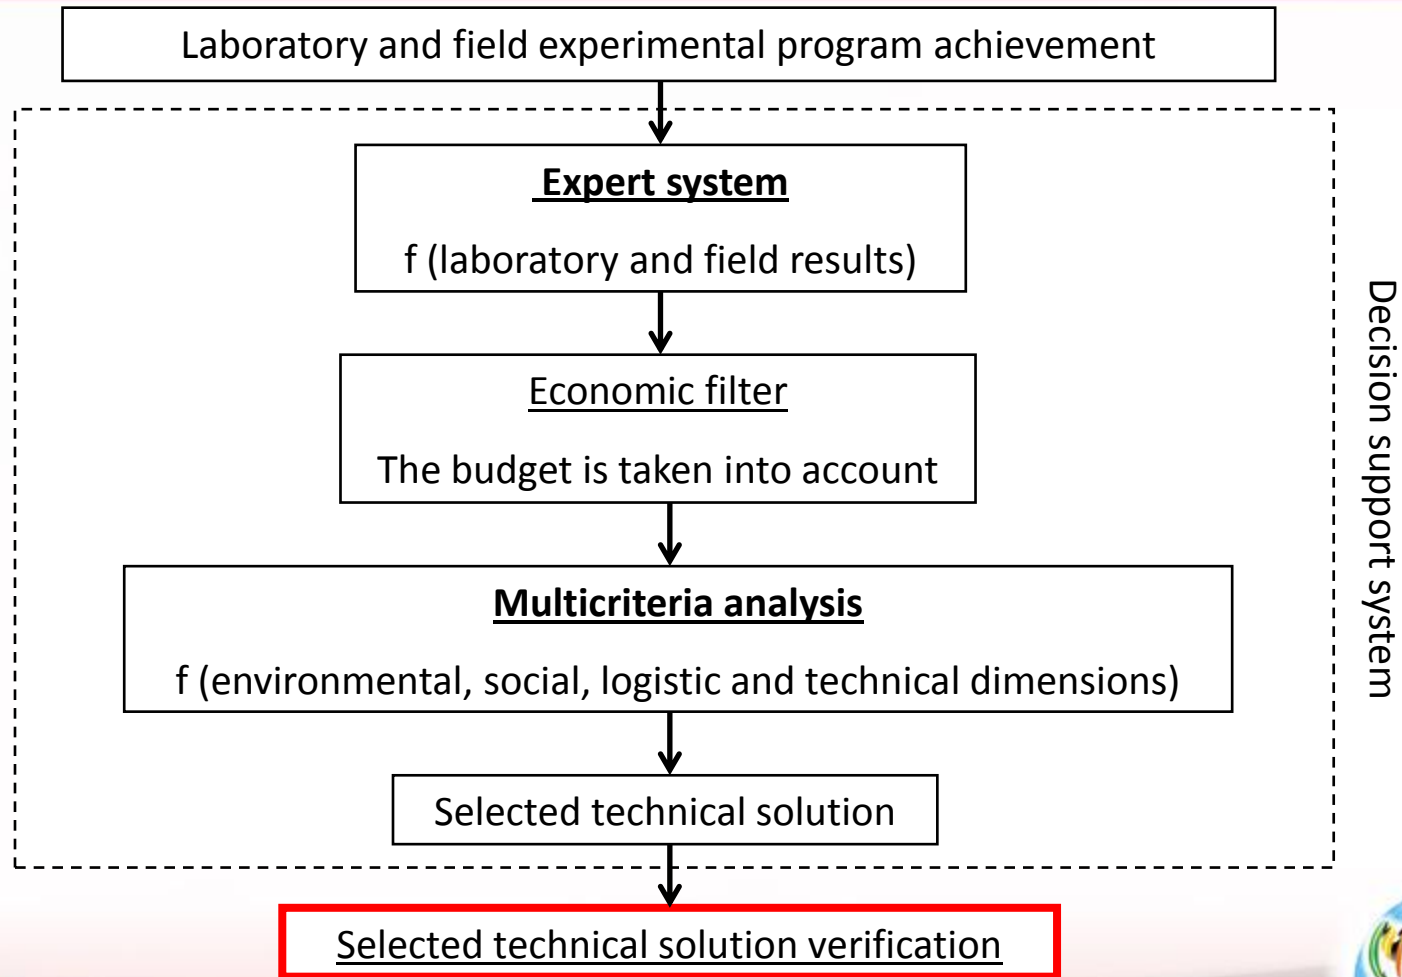 Laboratory and field experimental program achievement
Expert system
f (laboratory and field results)
Economic filter
The budget is taken into account
Multicriteria analysis
f (environmental, social, logistic and technical dimensions)
Selected technical solution
Decision support system
Selected technical solution verification